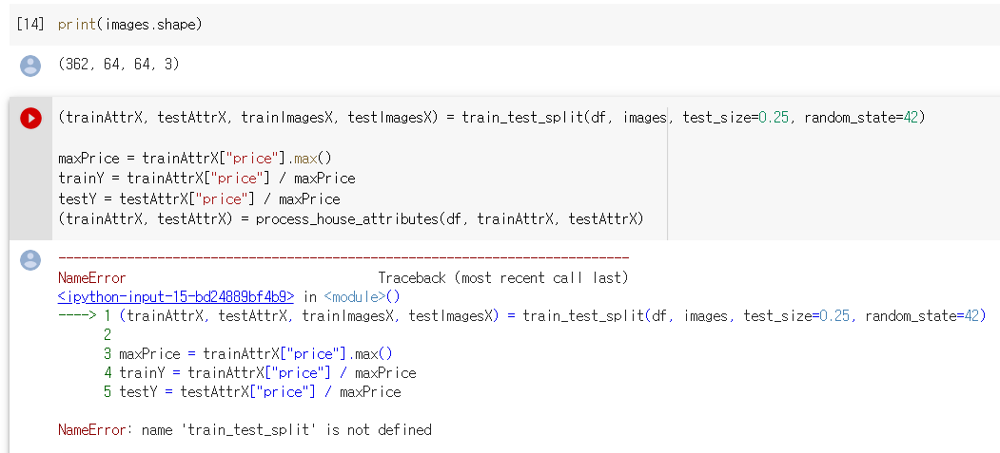 [14] print(images.shape)
(362, 64, 64, 3)
(trainAttrX, testAttrX, trainImagesX, testImagesX) = train_test_split(df, images, test_size=0.25, random_state=42)
maxPrice = trainAttrX["price"].max()
trainY = trainAttrX["price"] / maxPrice
testY = testAttrX["price"] / maxPrice
(trainAttrX, testAttrX) = process_house_attributes(df, trainAttrX, testAttrX)
---------------------------------------------------------------------------
NameError Traceback (most recent call last)
<ipython-input-15-bd24889bf4b9> in <module>()
----> 1 (trainAttrX, testAttrX, trainImagesX, testImagesX) = train_test_split(df, images, test_size=0.25, random_state=42)
2
3 maxPrice = trainAttrX["price"].max()
4 trainY = trainAttrX["price"] / maxPrice
5 testY = testAttrX["price"] / maxPrice
NameError: name 'train_test_split' is not defined